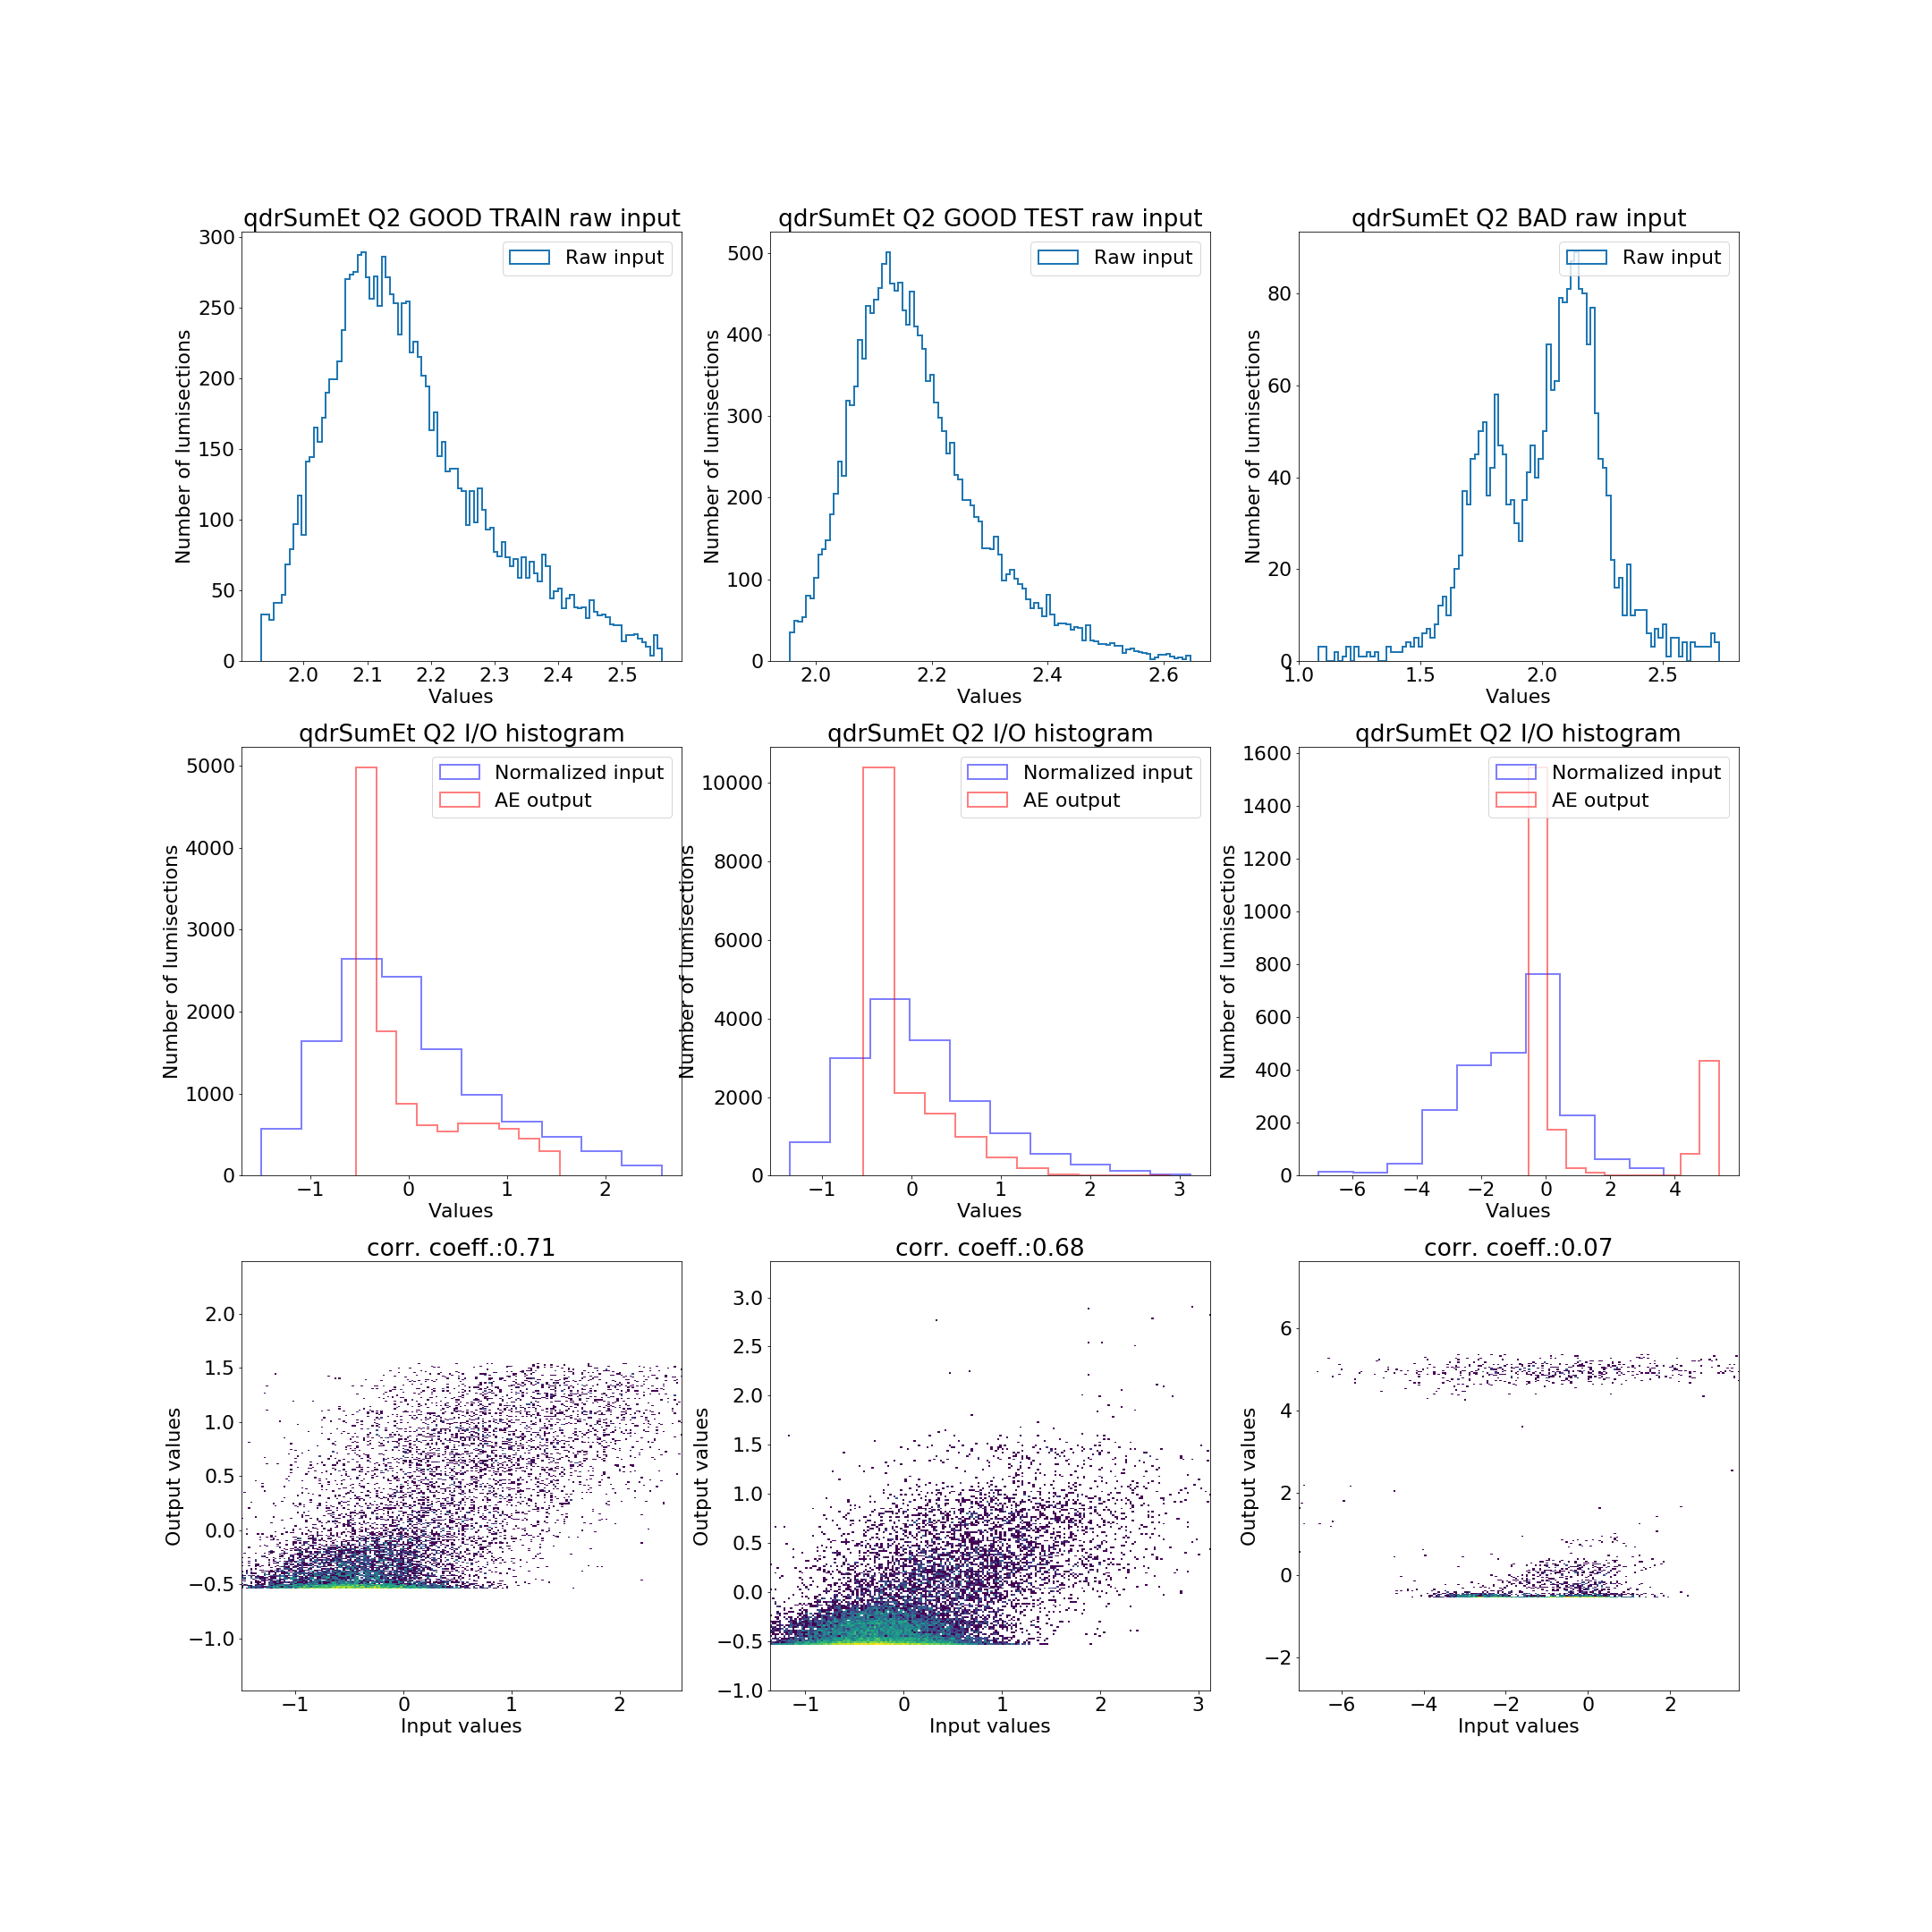 qdrSumEt Q2 GOOD TRAIN raw input
300
250
200
150
100
50
0
Number of lumisections
Raw input
2.0 2.1 2.2 2.3 2.4 2.5
Values
qdrSumEt Q2 GOOD TEST raw input
500
400
300
200
100
0
Number of lumisections
Raw input
2.0 2.2 2.4 2.6
Values
qdrSumEt Q2 BAD raw input
80
60
40
20
0
Number of lumisections
Raw input
1.0 1.5 2.0 2.5
Values
qdrSumEt Q2 I/O histogram
5000
4000
3000
2000
1000
0
Number of lumisections
Normalized input
AE output
−1 0 1 2
Values
qdrSumEt Q2 I/O histogram
10000
8000
6000
4000
2000
0
Number of lumisections
Normalized input
AE output
−1 0 1 2 3
Values
qdrSumEt Q2 I/O histogram
1600
1400
1200
1000
800
600
400
200
0
Number of lumisections
Normalized input
AE output
−6 −4 −2 0 2 4
Values
corr. coeff.:0.71
2.0
1.5
1.0
0.5
0.0
−0.5
−1.0
Output values
−1 0 1 2
Input values
corr. coeff.:0.68
3.0
2.5
2.0
1.5
1.0
0.5
0.0
−0.5
−1.0
Output values
−1 0 1 2 3
Input values
corr. coeff.:0.07
6
4
2
0
−2
Output values
−6 −4 −2 0 2
Input values